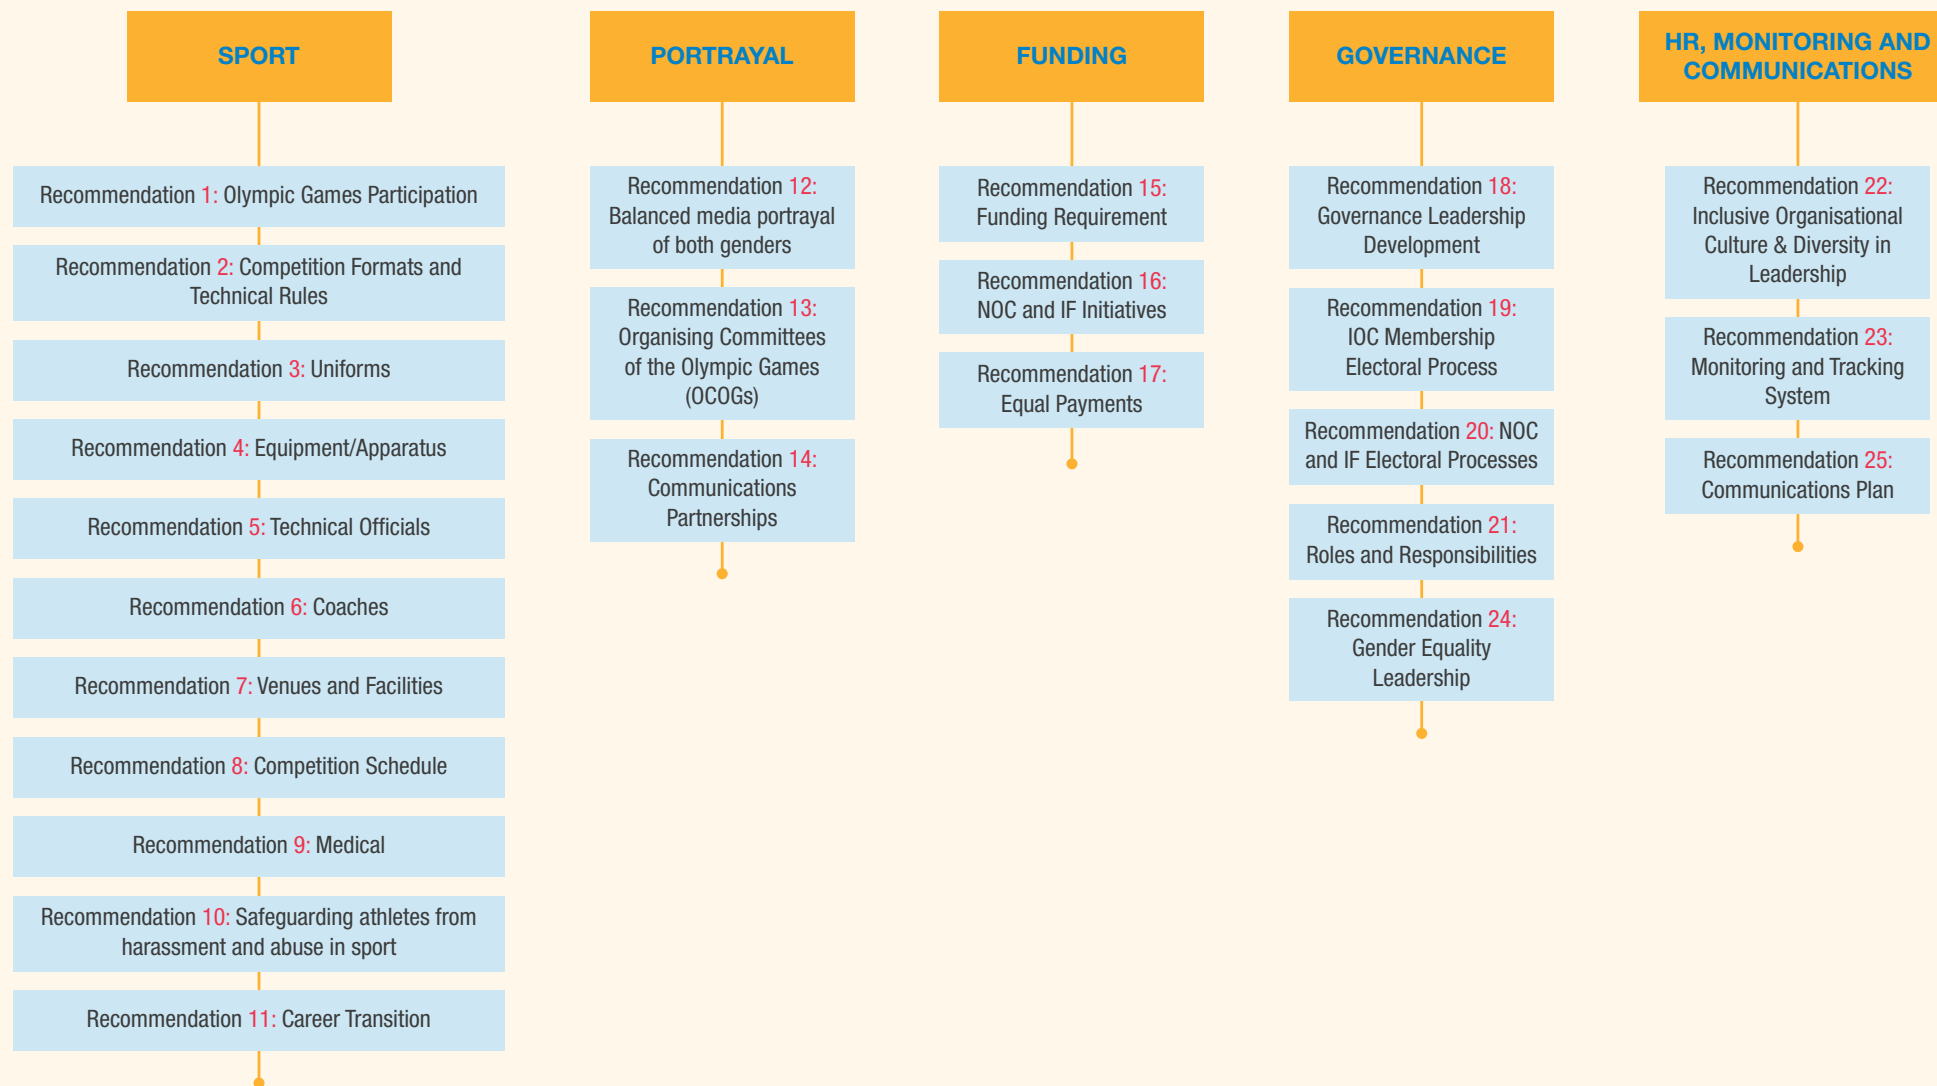 SPORT
Recommendation 1: Olympic Games Participation
Recommendation 2: Competition Formats and
Technical Rules
Recommendation 3: Uniforms
Recommendation 4: Equipment/Apparatus
Recommendation 5: Technical Officials
Recommendation 6: Coaches
Recommendation 7: Venues and Facilities
Recommendation 8: Competition Schedule
Recommendation 9: Medical
Recommendation 10: Safeguarding athletes from
harassment and abuse in sport
Recommendation 11: Career Transition
PORTRAYAL
Recommendation 12:
Balanced media portrayal
of both genders
Recommendation 13:
Organising Committees
of the Olympic Games
(OCOGs)
Recommendation 14:
Communications
Partnerships
FUNDING
Recommendation 15:
Funding Requirement
Recommendation 16:
NOC and IF Initiatives
Recommendation 17:
Equal Payments
GOVERNANCE
Recommendation 18:
Governance Leadership
Development
Recommendation 19:
IOC Membership
Electoral Process
Recommendation 20: NOC
and IF Electoral Processes
Recommendation 21:
Roles and Responsibilities
Recommendation 24:
Gender Equality
Leadership
HR, MONITORING AND
COMMUNICATIONS
Recommendation 22:
Inclusive Organisational
Culture & Diversity in
Leadership
Recommendation 23:
Monitoring and Tracking
System
Recommendation 25:
Communications Plan